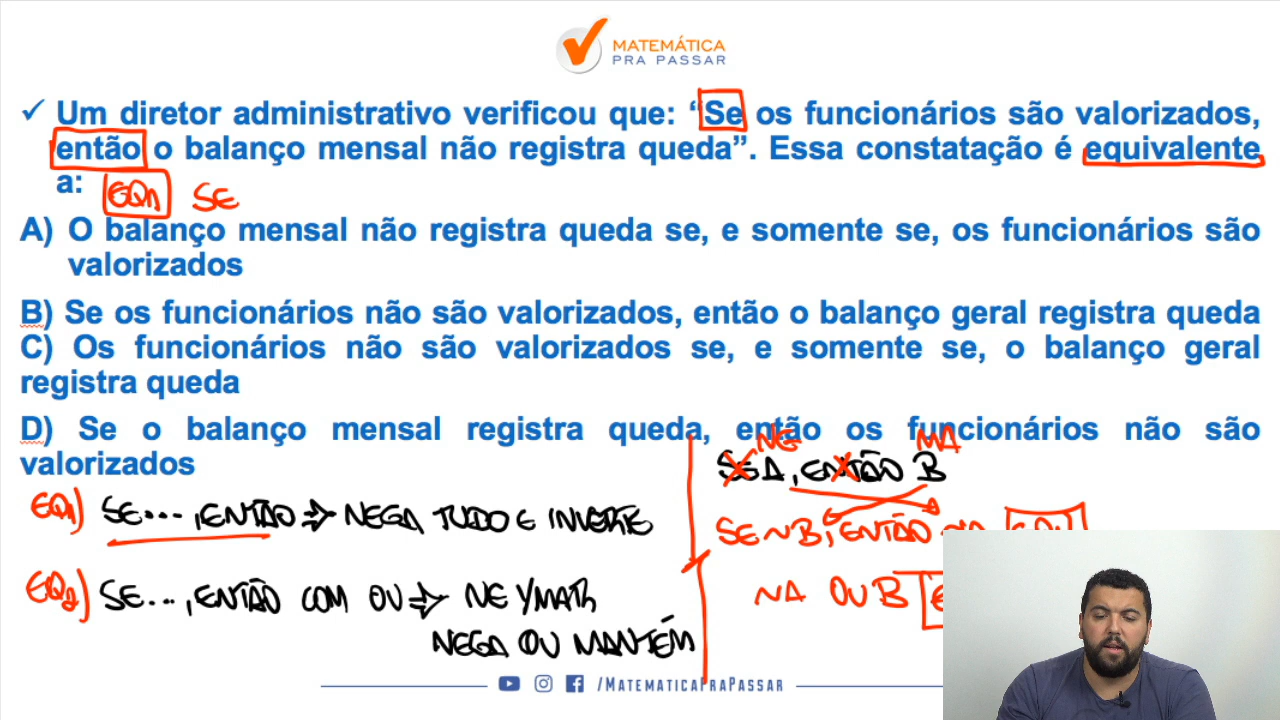 MATEMÁTICA
PRA PASSAR
✓ Um diretor administrativo verificou que: “Se os funcionários são valorizados,
então o balanço mensal não registra queda”. Essa constatação é equivalente
a: EQ1 SE
A) O balanço mensal não registra queda se, e somente se, os funcionários são
valorizados
B) Se os funcionários não são valorizados, então o balanço geral registra queda
C) Os funcionários não são valorizados se, e somente se, o balanço geral
registra queda
D) Se o balanço mensal registra queda, então os funcionários não são
valorizados
NE MA
SE A, ENTÃO B
EQ1) SE..., ENTÃO => NEGA TUDO E INVERTE
SE ~B, ENTÃO
EQ2) SE..., ENTÃO COM OU => NEYMAR
NEGA OU MANTÉM
~A OU B
/MATEMATICAPRAPASSAR